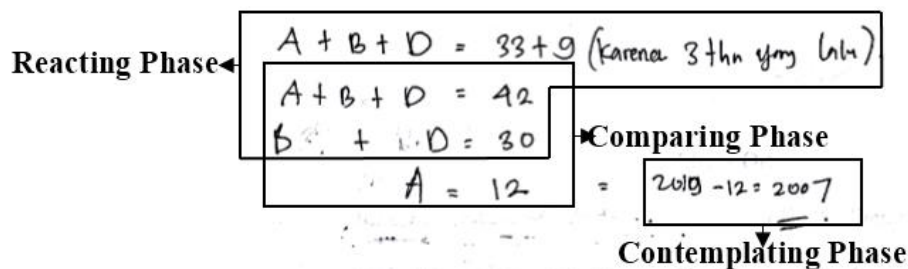 A + B + D = 33+9 (karena 3 thn yang lalu)
Reacting Phase
A + B + D = 42
B + D = 30
Comparing Phase
A = 12 = 2019 - 12 = 2007
Contemplating Phase